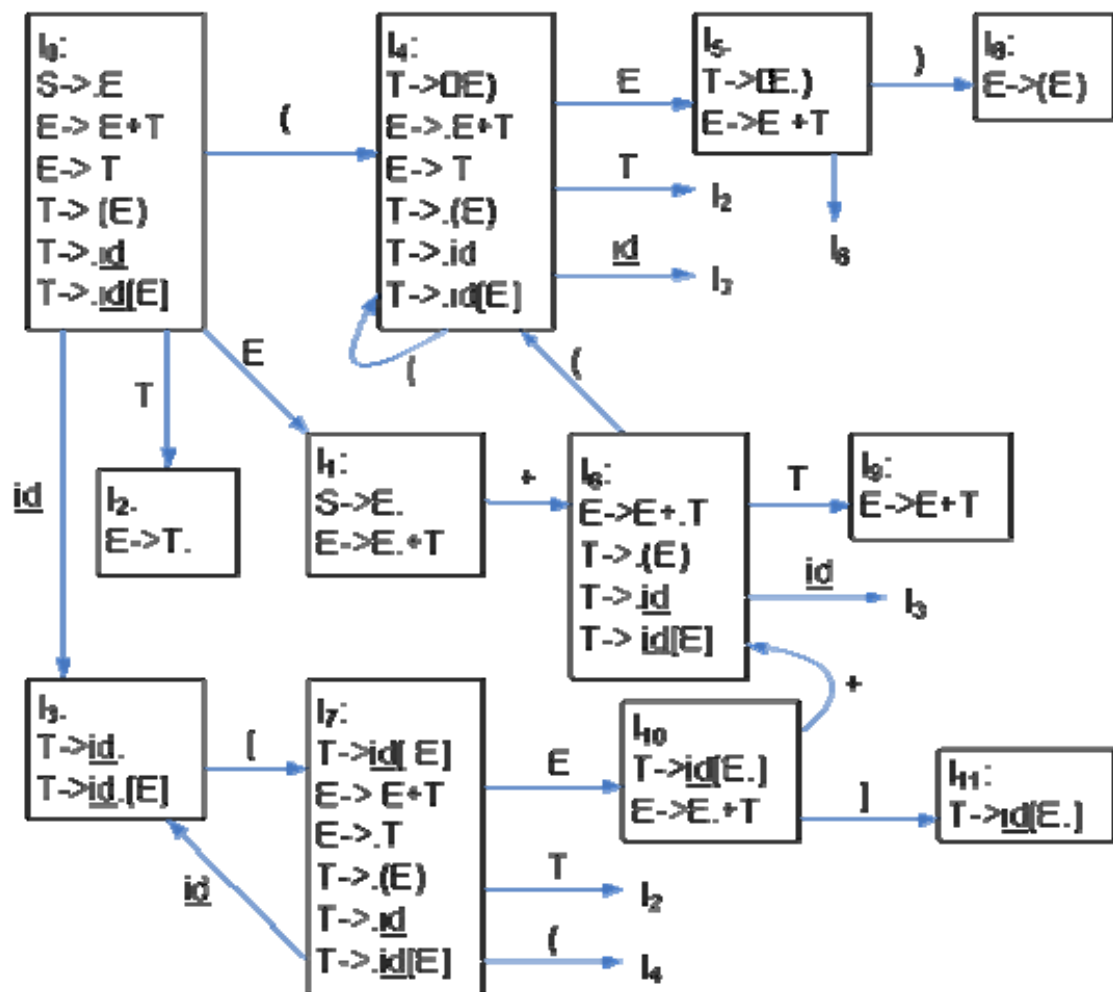 I0:
S->.E
E-> E+T
E-> T
T-> (E)
T->.id
T->.id[E]
(
I4:
T->(E)
E->.E+T
E-> T
T->.(E)
T->.id
T->.id[E]
E
I5.
T->(E.)
E->E +T
)
I8:
E->(E)
T
I2
id
I3
I6
(
(
id
T
E
I2.
E->T.
I1:
S->E.
E->E.+T
+
I6:
E->E+.T
T->.(E)
T->.id
T-> id[E]
T
I9:
E->E+T
id
I3
+
I3.
T->id.
T->id.[E]
[
I7:
T->id[ E]
E-> E+T
E->.T
T->.(E)
T->.id
T->.id[E]
id
E
I10
T->id[E.]
E->E.+T
]
I11:
T->id[E.]
T
I2
(
I4